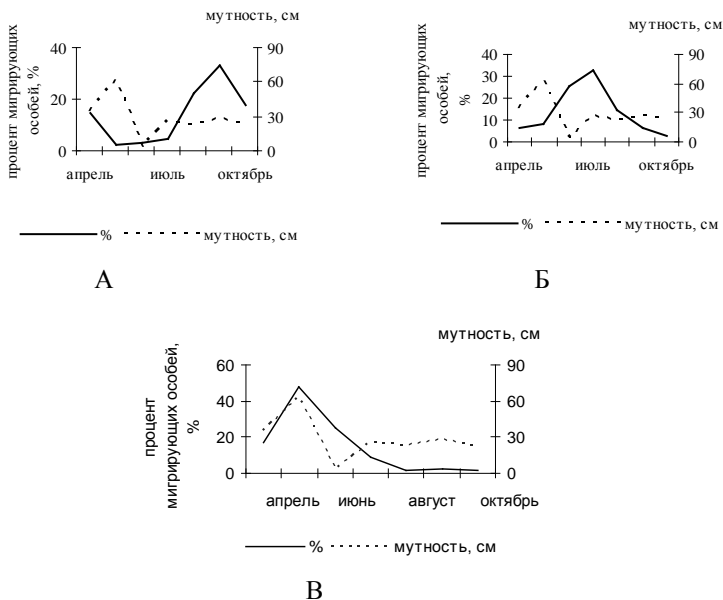 мутность, см
процент мигрирующих
особей, %
40
20
0
90
60
30
0
апрель июль октябрь
% мутность, см
А
мутность, см
процент мигрирующих
особей,
%
40
30
20
10
0
90
60
30
0
апрель июль октябрь
% мутность, см
Б
мутность, см
процент
мигрирующих особей,
%
60
40
20
0
90
60
30
0
апрель июнь август октябрь
% мутность, см
В